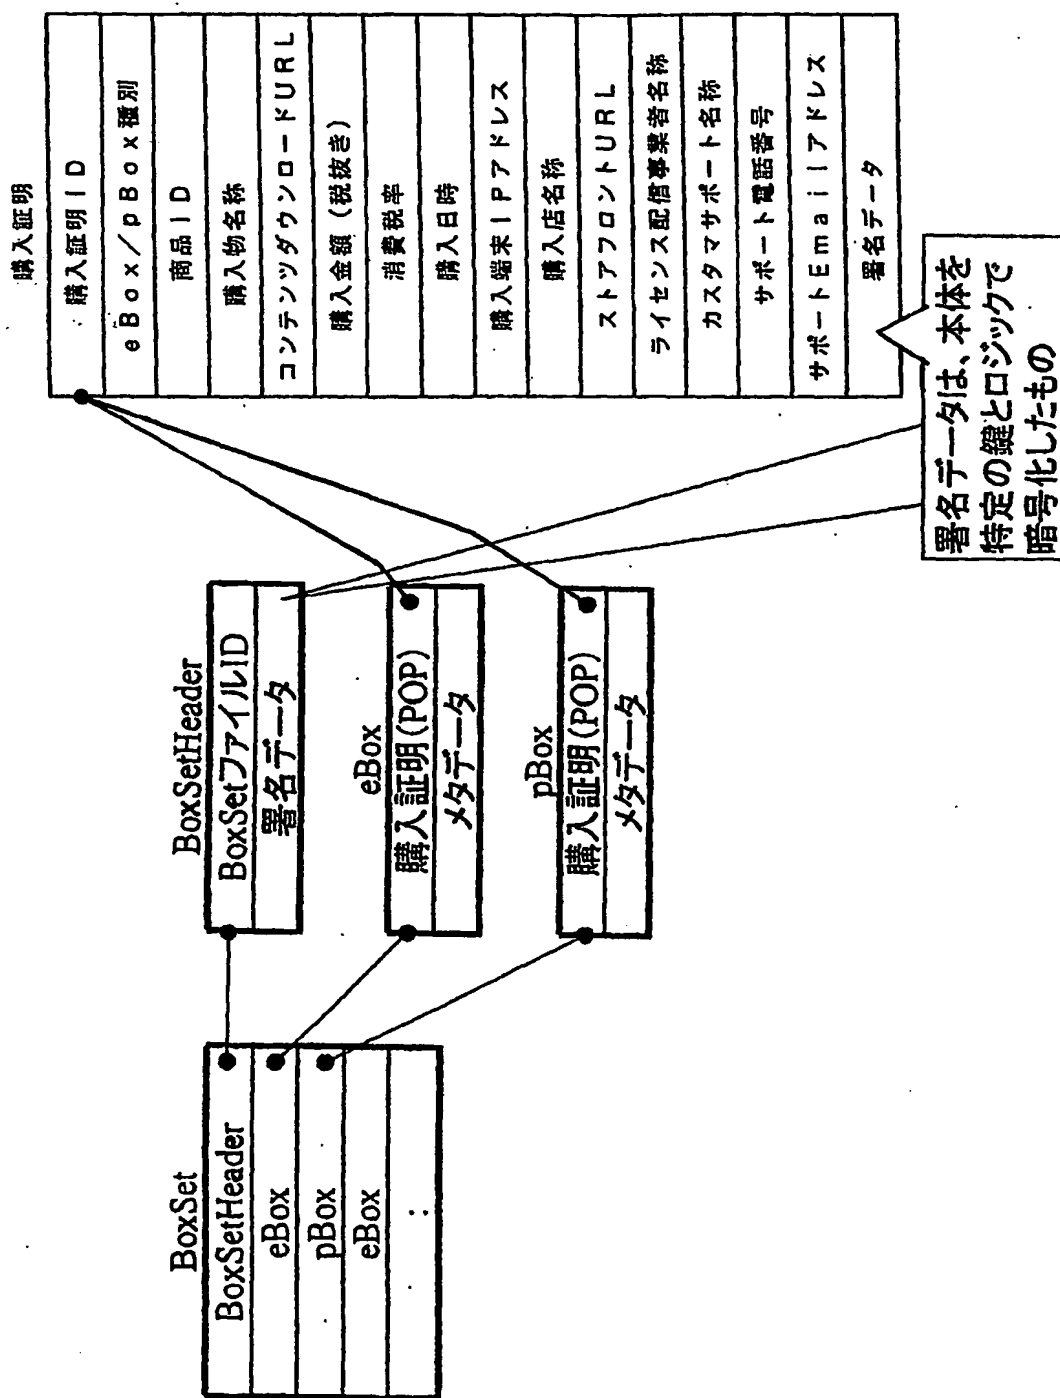 BoxSet
BoxSetHeader
eBox
pBox
eBox
:
BoxSetHeader
BoxSetファイルID
署名データ
eBox
購入証明(POP)
メタデータ
pBox
購入証明(POP)
メタデータ
購入証明
購入証明ID
eBox/pBox種別
商品ID
購入物名称
コンテンツダウンロードURL
購入金額(税抜き)
消費税率
購入日時
購入端末IPアドレス
購入店名称
ストアフロントURL
ライセンス配信事業者名称
カスタマサポート名称
サポート電話番号
サポートEmailアドレス
署名データ
署名データは、本体を
特定の鍵とロジックで
暗号化したもの